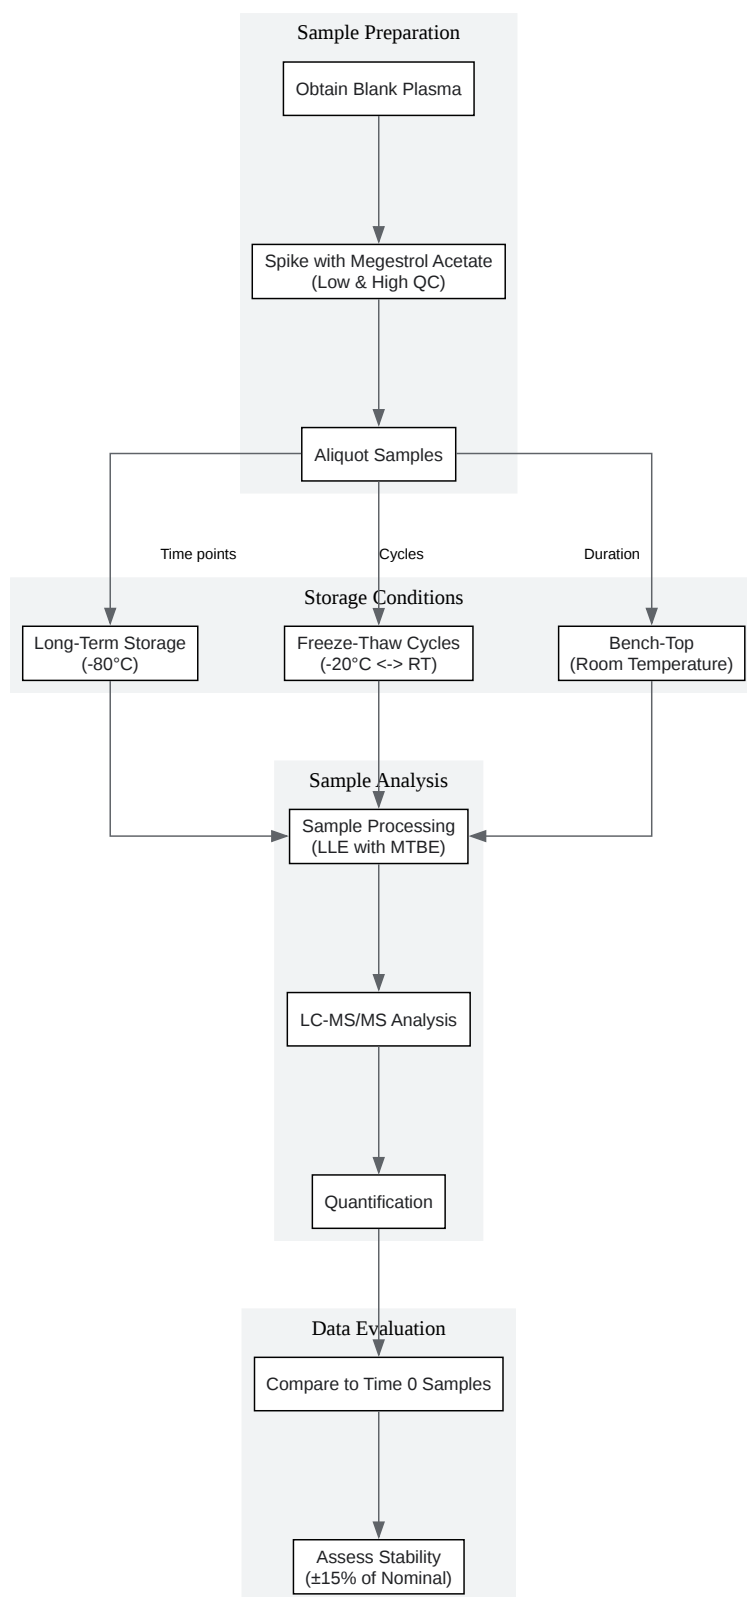 Sample Preparation
Obtain Blank Plasma
Spike with Megestrol Acetate
(Low & High QC)
Aliquot Samples
Time points
Cycles
Duration
Storage Conditions
Long-Term Storage
(-80°C)
Freeze-Thaw Cycles
(-20°C <-> RT)
Bench-Top
(Room Temperature)
Sample Analysis
Sample Processing
(LLE with MTBE)
LC-MS/MS Analysis
Quantification
Data Evaluation
Compare to Time 0 Samples
Assess Stability
(±15% of Nominal)